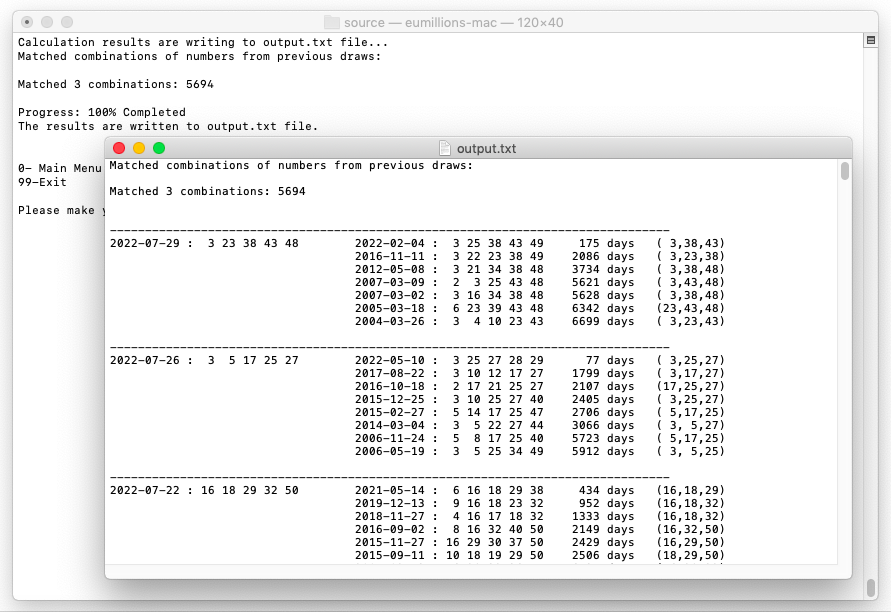 source — eumillions-mac — 120×40
Calculation results are writing to output.txt file...
Matched combinations of numbers from previous draws:
Matched 3 combinations: 5694
Progress: 100% Completed
The results are written to output.txt file.
0- Main Menu
99-Exit
Please make
output.txt
Matched combinations of numbers from previous draws:
Matched 3 combinations: 5694
--------------------------------------------------------------------------------
2022-07-29 :  3 23 38 43 48        2022-02-04 :  3 25 38 43 49     175 days   ( 3,38,43)
2016-11-11 :  3 22 23 38 49    2086 days   ( 3,23,38)
2012-05-08 :  3 21 34 38 48    3734 days   ( 3,38,48)
2007-03-09 :  2  3 25 43 48    5621 days   ( 3,43,48)
2007-03-02 :  3 16 34 38 48    5628 days   ( 3,38,48)
2005-03-18 :  6 23 39 43 48    6342 days   (23,43,48)
2004-03-26 :  3  4 10 23 43    6699 days   ( 3,23,43)
--------------------------------------------------------------------------------
2022-07-26 :  3  5 17 25 27        2022-05-10 :  3 25 27 28 29      77 days   ( 3,25,27)
2017-08-22 :  3 10 12 17 27    1799 days   ( 3,17,27)
2016-10-18 :  2 17 21 25 27    2107 days   (17,25,27)
2015-12-25 :  3 10 25 27 40    2405 days   ( 3,25,27)
2015-02-27 :  5 14 17 25 47    2706 days   ( 5,17,25)
2014-03-04 :  3  5 22 27 44    3066 days   ( 3, 5,27)
2006-11-24 :  5  8 17 25 40    5723 days   ( 5,17,25)
2006-05-19 :  3  5 25 34 49    5912 days   ( 3, 5,25)
--------------------------------------------------------------------------------
2022-07-22 : 16 18 29 32 50        2021-05-14 :  6 16 18 29 38     434 days   (16,18,29)
2019-12-13 :  9 16 18 23 32     952 days   (16,18,32)
2018-11-27 :  4 16 17 18 32    1333 days   (16,18,32)
2016-09-02 :  8 16 32 40 50    2149 days   (16,32,50)
2015-11-27 : 16 29 30 37 50    2429 days   (16,29,50)
2015-09-11 : 10 18 19 29 50    2506 days   (18,29,50)